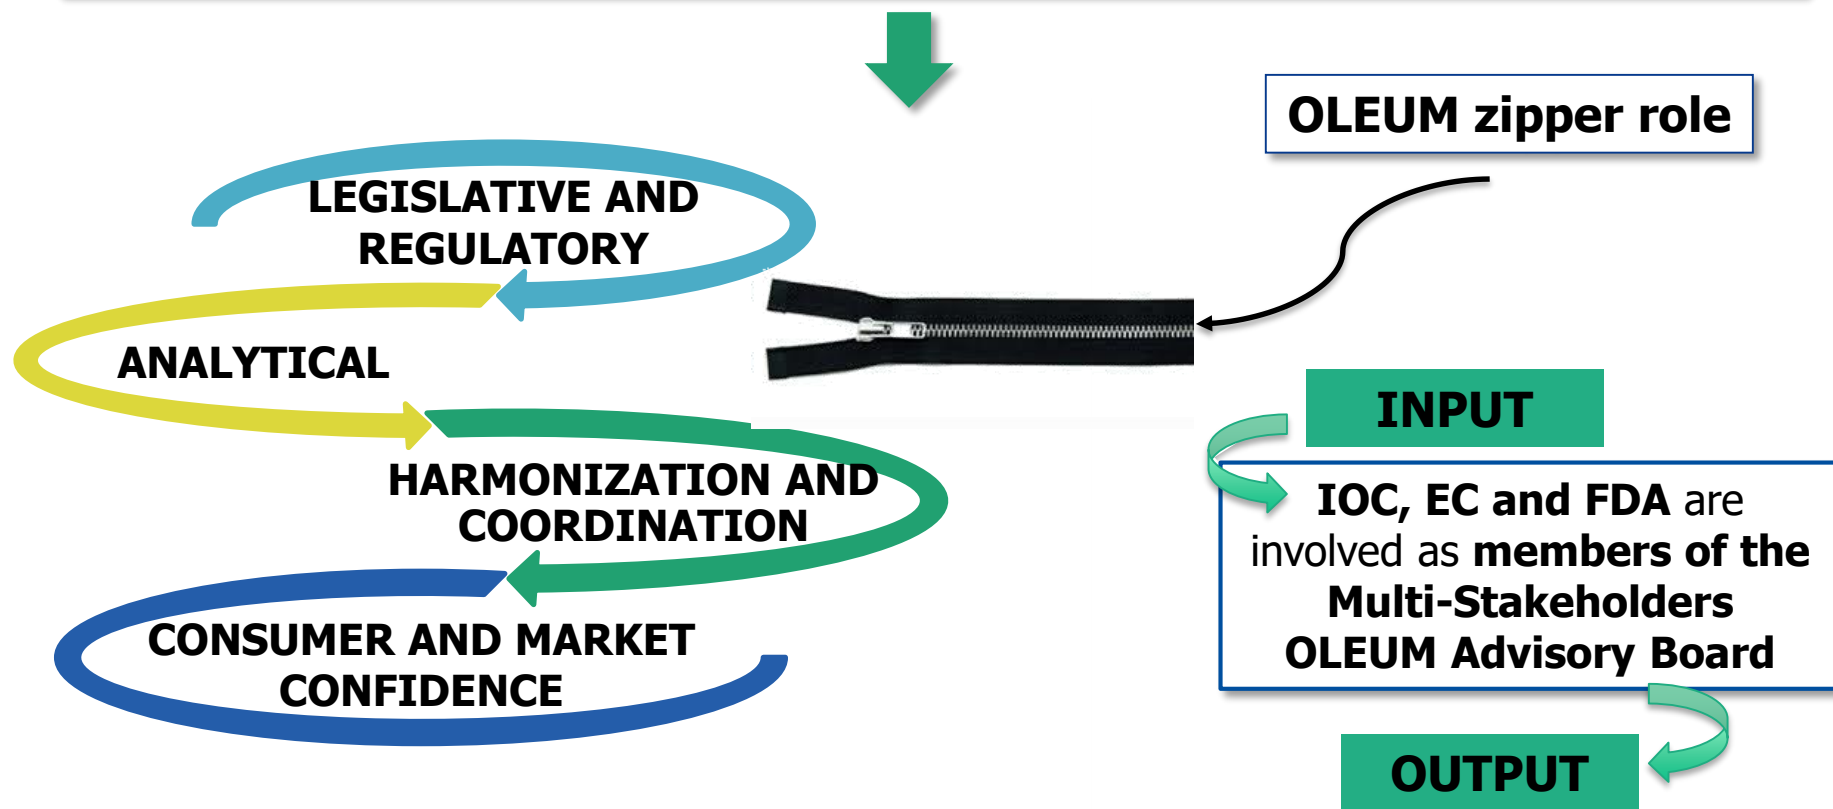 OLEUM zipper role
LEGISLATIVE AND
REGULATORY
ANALYTICAL
HARMONIZATION AND
COORDINATION
CONSUMER AND MARKET
CONFIDENCE
INPUT
IOC, EC and FDA are
involved as members of the
Multi-Stakeholders
OLEUM Advisory Board
OUTPUT